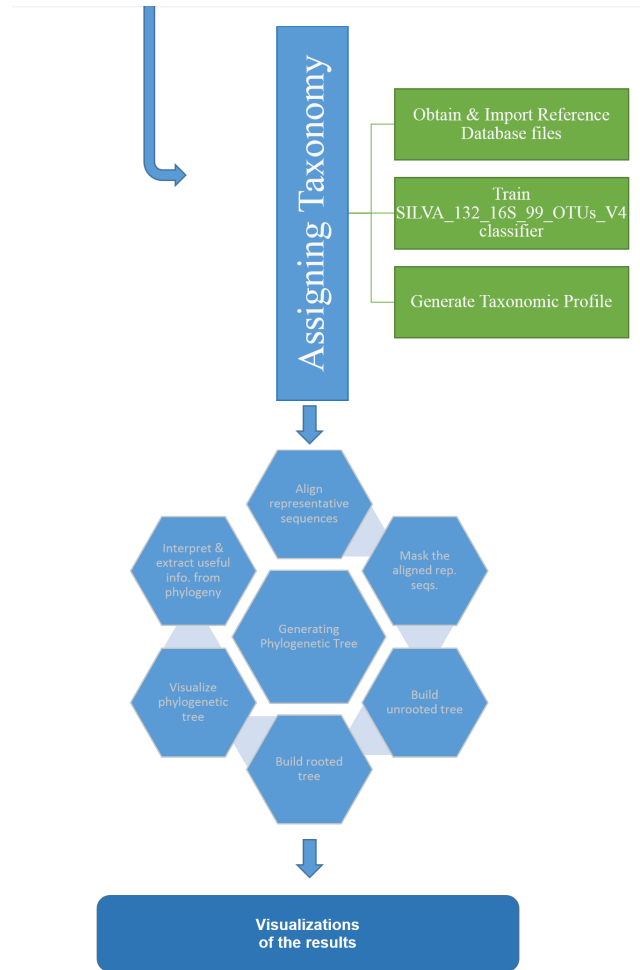 Assigning Taxonomy
Obtain & Import Reference
Database files
Train
SILVA_132_16S_99_OTUs_V4
classifier
Generate Taxonomic Profile
Align
representative
sequences
Mask the
aligned rep.
seqs.
Build
unrooted tree
Build rooted
tree
Visualize
phylogenetic
tree
Interpret &
extract useful
info. from
phylogeny
Generating
Phylogenetic Tree
Visualizations
of the results